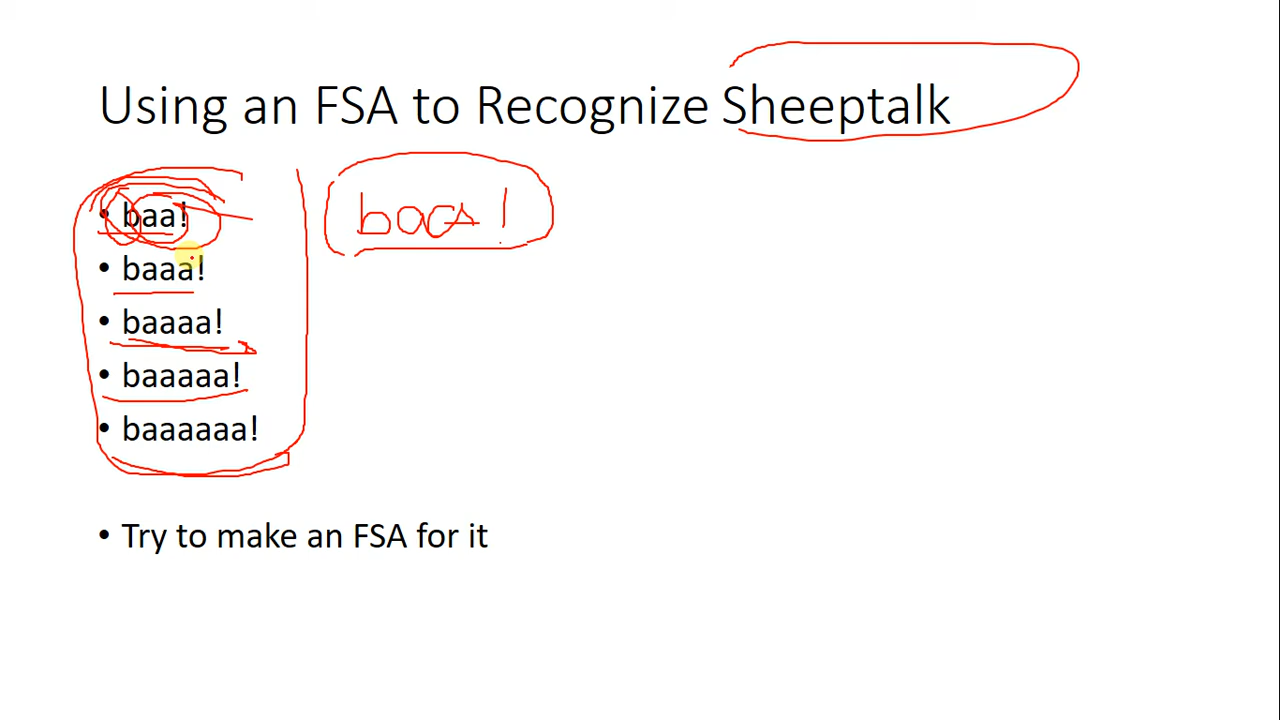 Using an FSA to Recognize Sheeptalk
• baa!
baa!
• baaa!
• baaaa!
• baaaaa!
• baaaaaa!
• Try to make an FSA for it